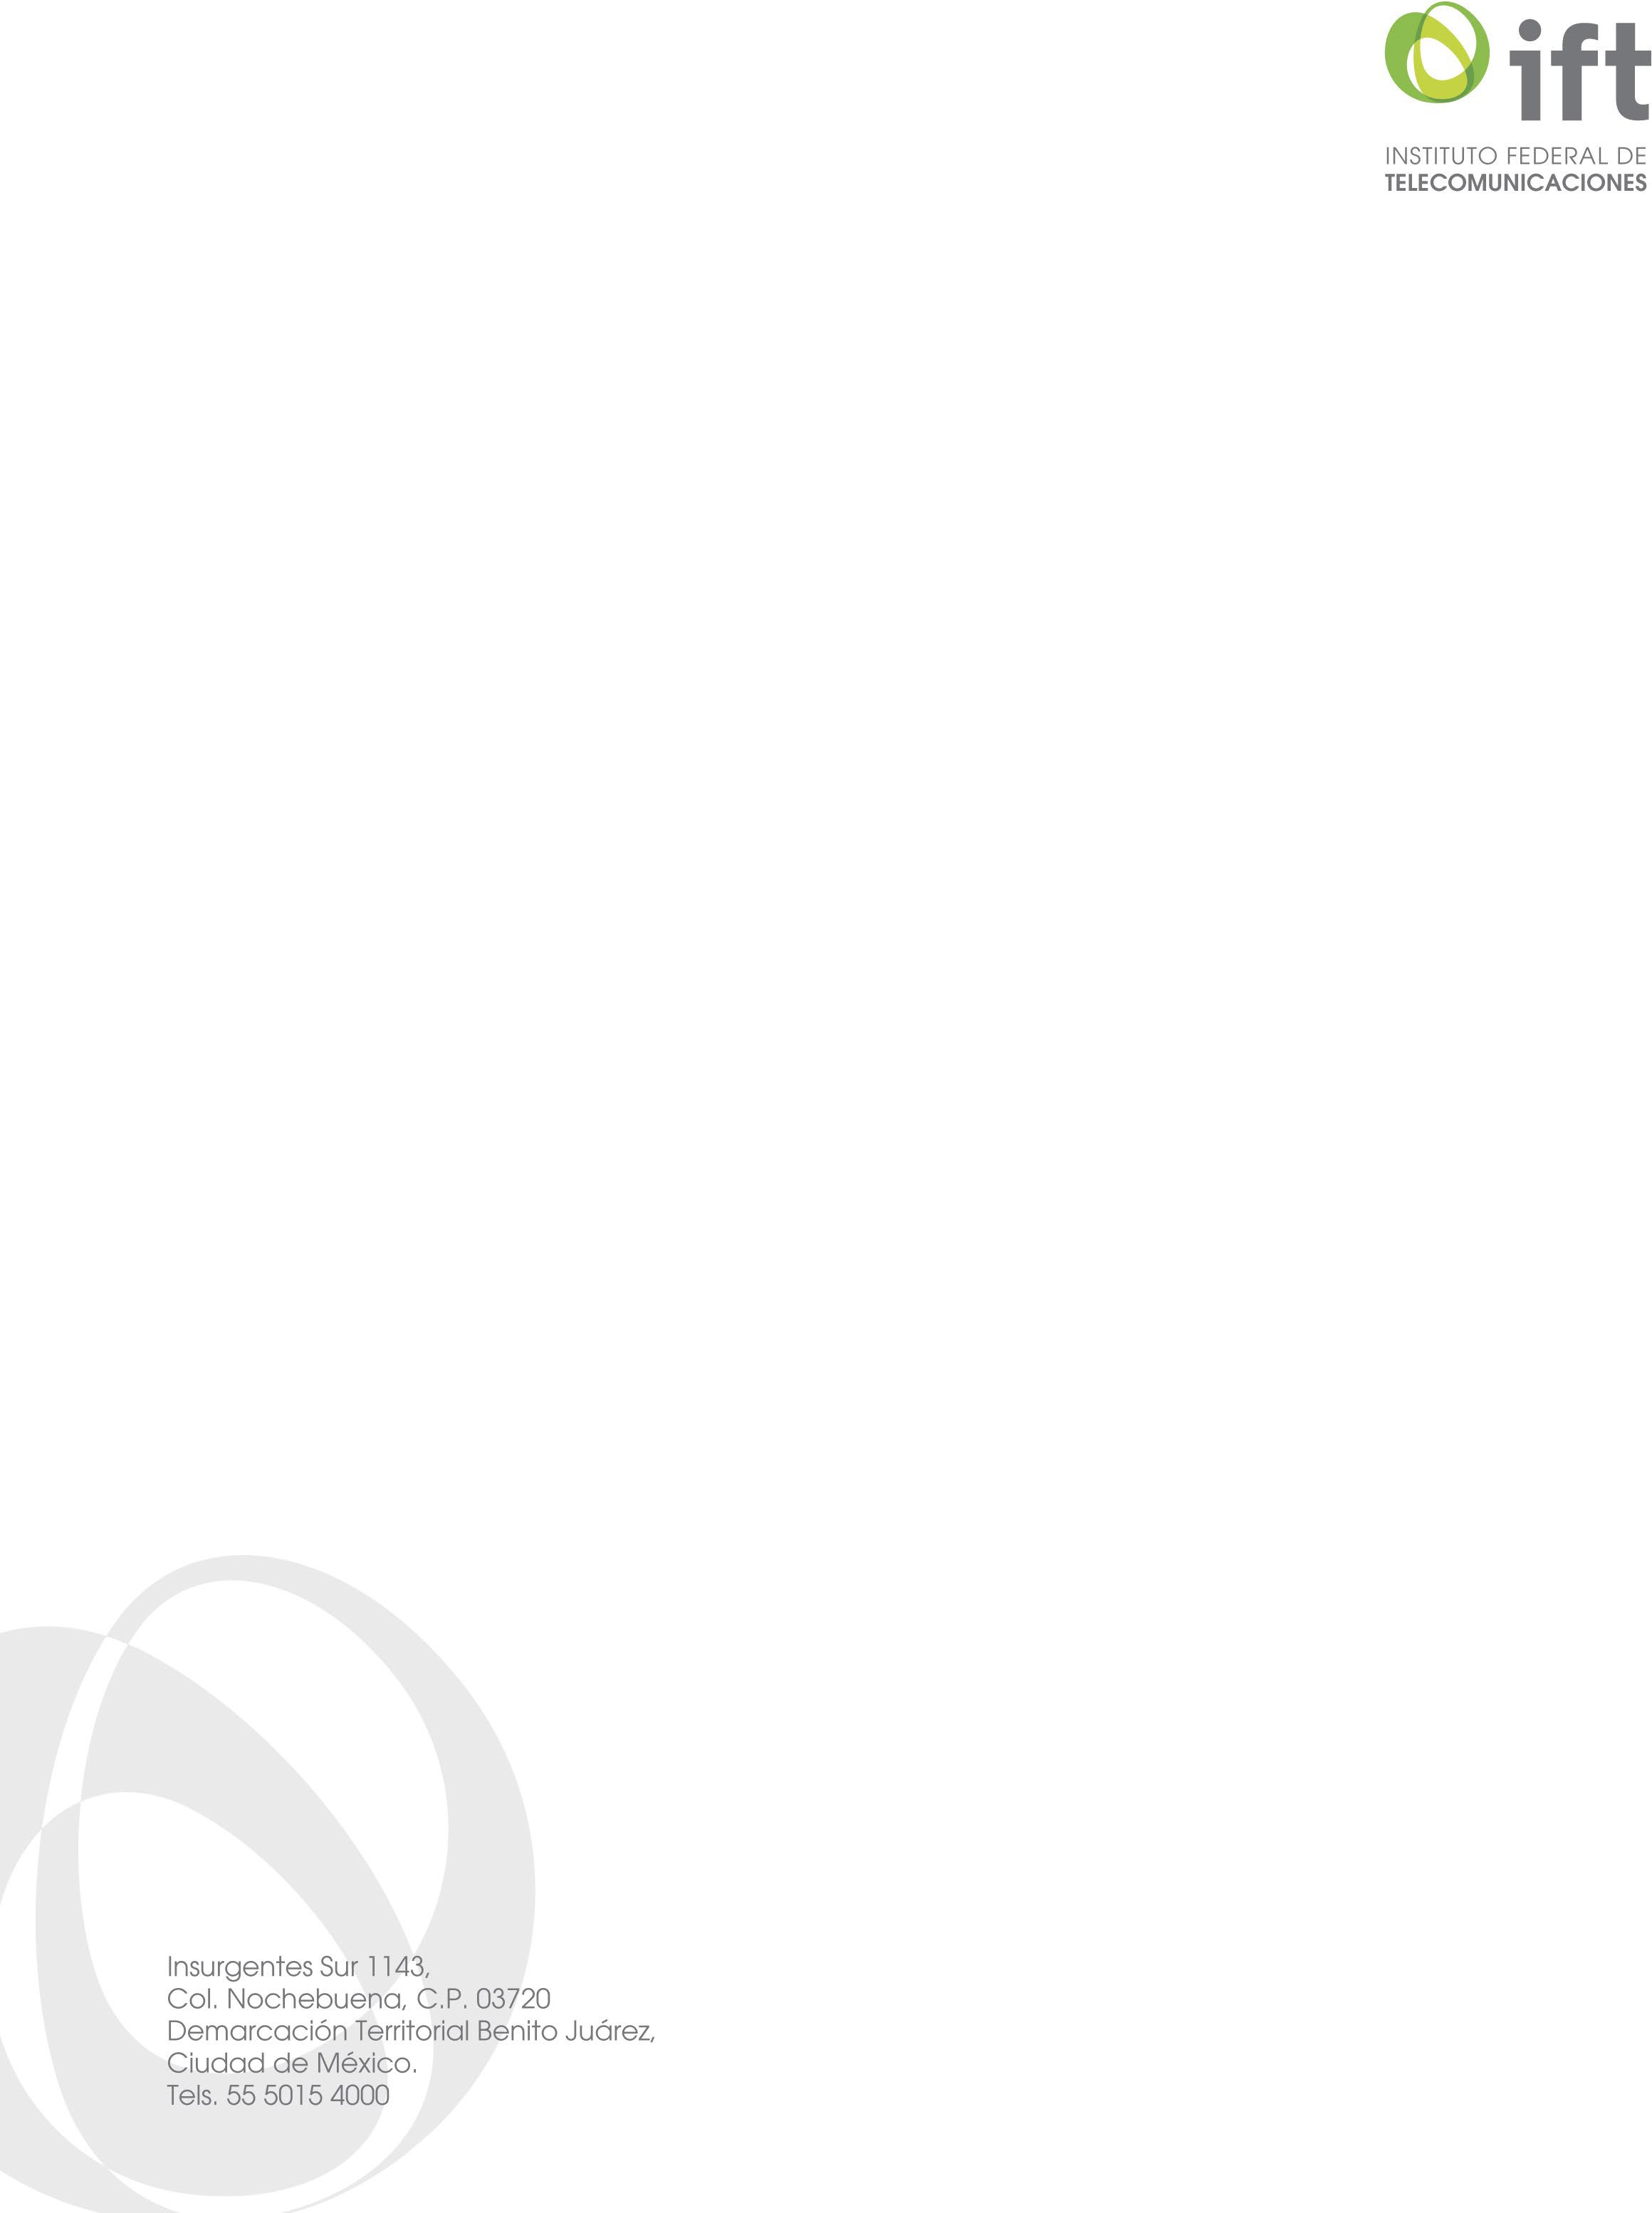 ift
INSTITUTO FEDERAL DE
TELECOMUNICACIONES
Insurgentes Sur 1143,
Col. Nochebuena, C.P. 03720
Demarcación Territorial Benito Juárez,
Ciudad de México.
Tels. 55 5015 4000